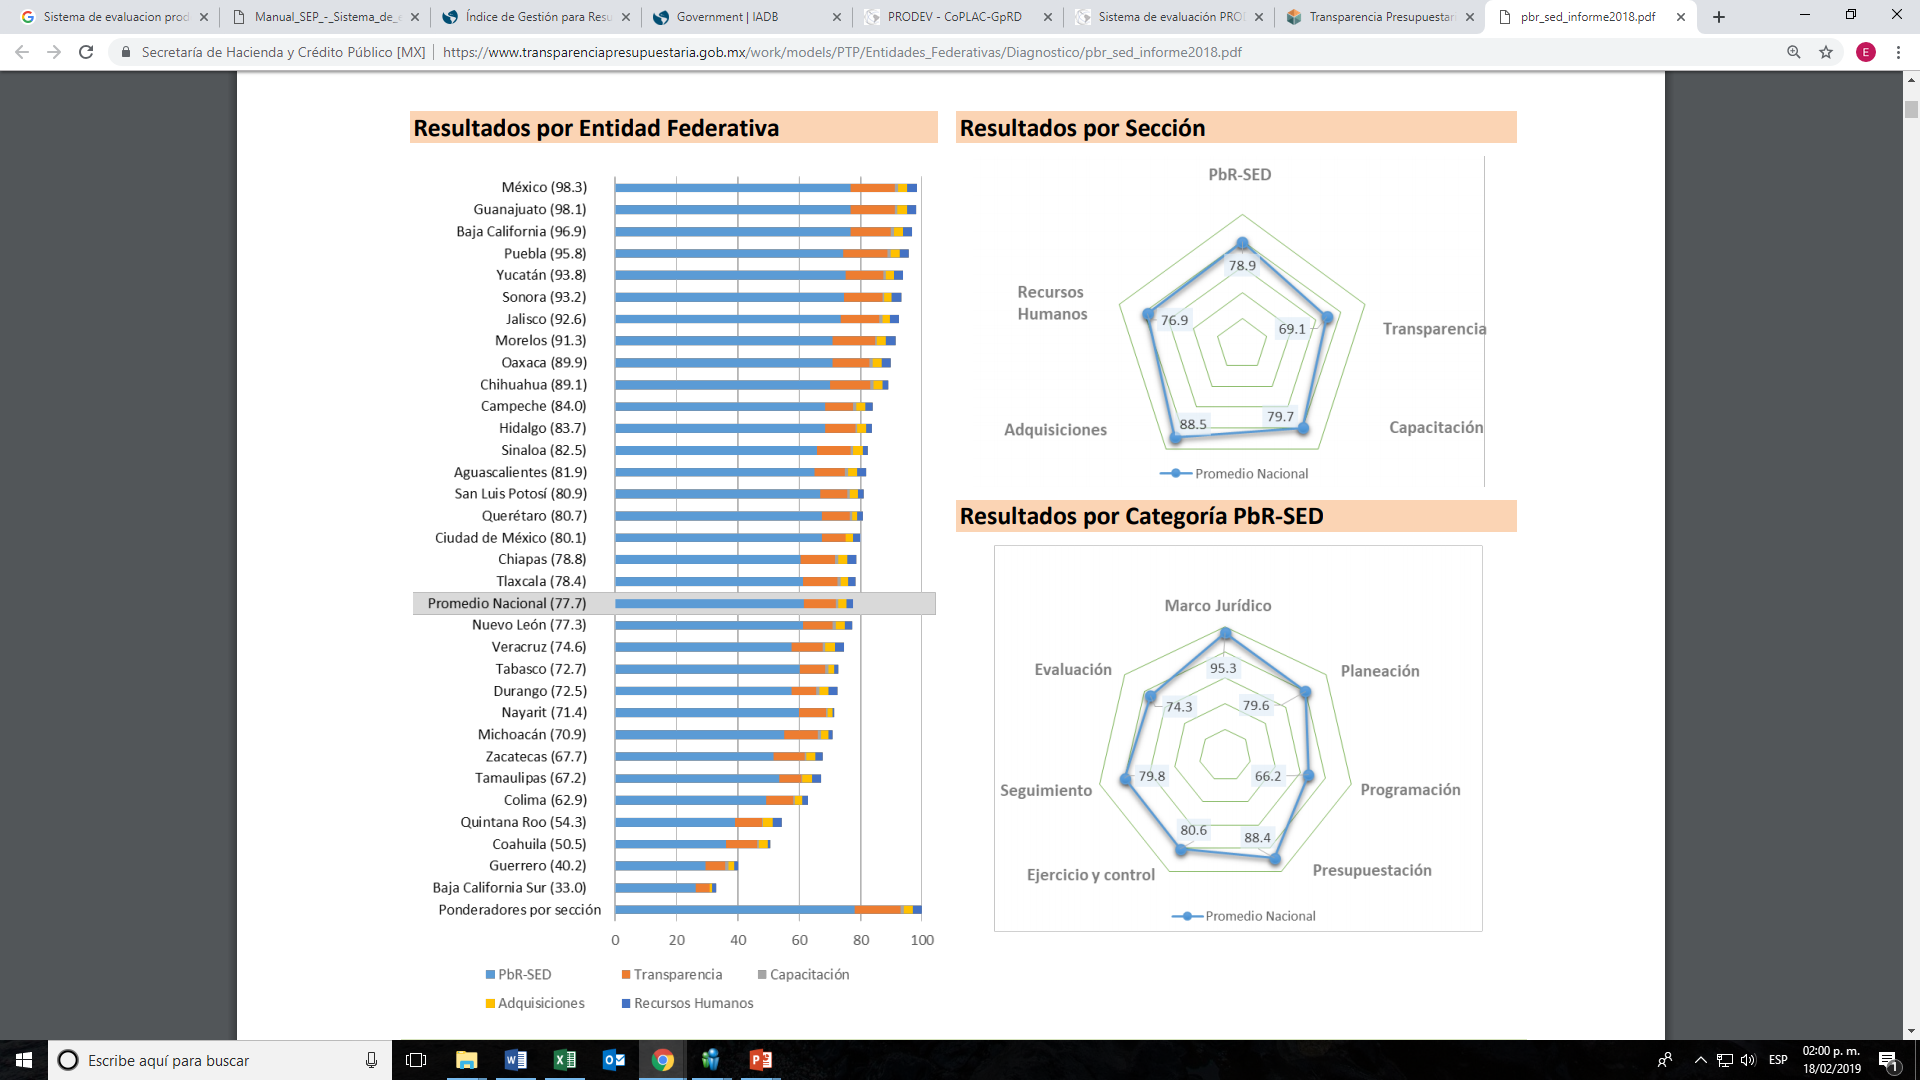 Sistema de evaluacion prod
Manual_SEP_-_Sistema_de_e
Índice de Gestión para Resu
Government | IADB
PRODEV - CoPLAC-GpRD
Sistema de evaluación PRO
Transparencia Presupuestar
pbr_sed_informe2018.pdf
Secretaría de Hacienda y Crédito Público [MX] | https://www.transparenciapresupuestaria.gob.mx/work/models/PTP/Entidades_Federativas/Diagnostico/pbr_sed_informe2018.pdf
E
Resultados por Entidad Federativa
México (98.3)
Guanajuato (98.1)
Baja California (96.9)
Puebla (95.8)
Yucatán (93.8)
Sonora (93.2)
Jalisco (92.6)
Morelos (91.3)
Oaxaca (89.9)
Chihuahua (89.1)
Campeche (84.0)
Hidalgo (83.7)
Sinaloa (82.5)
Aguascalientes (81.9)
San Luis Potosí (80.9)
Querétaro (80.7)
Ciudad de México (80.1)
Chiapas (78.8)
Tlaxcala (78.4)
Promedio Nacional (77.7)
Nuevo León (77.3)
Veracruz (74.6)
Tabasco (72.7)
Durango (72.5)
Nayarit (71.4)
Michoacán (70.9)
Zacatecas (67.7)
Tamaulipas (67.2)
Colima (62.9)
Quintana Roo (54.3)
Coahuila (50.5)
Guerrero (40.2)
Baja California Sur (33.0)
Ponderadores por sección
0 20 40 60 80 100
PbR-SED Transparencia Capacitación
Adquisiciones Recursos Humanos
Resultados por Sección
PbR-SED
78.9
Recursos
Humanos
76.9
69.1
Transparencia
Adquisiciones
88.5
79.7
Capacitación
Promedio Nacional
Resultados por Categoría PbR-SED
Marco Jurídico
95.3
Evaluación
74.3
79.6
Planeación
Seguimiento
79.8
66.2
Programación
80.6
88.4
Ejercicio y control
Presupuestación
Promedio Nacional
Escribe aquí para buscar
ESP
02:00 p. m.
18/02/2019
1